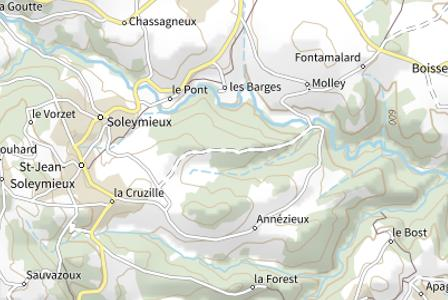 a Goutte
Chassagneux
Fontamalard
Boisse
le Pont
les Barges
Molley
le Vorzet
Soleymieux
600
ouhard
St-Jean-
Soleymieux
la Cruzille
Annézieux
le Bost
Sauvazoux
la Forest
Apa